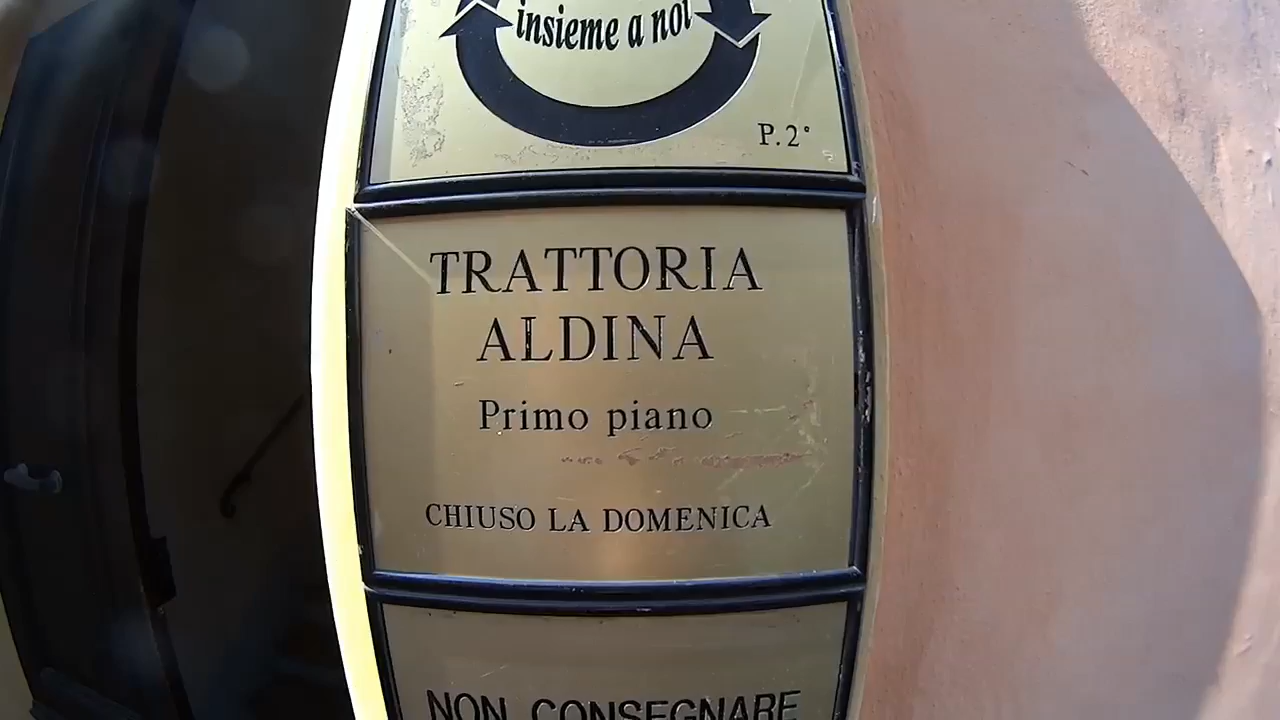 insieme a noi
P.2°
TRATTORIA
ALDINA
Primo piano
CHIUSO LA DOMENICA
NON CONSEGNARE